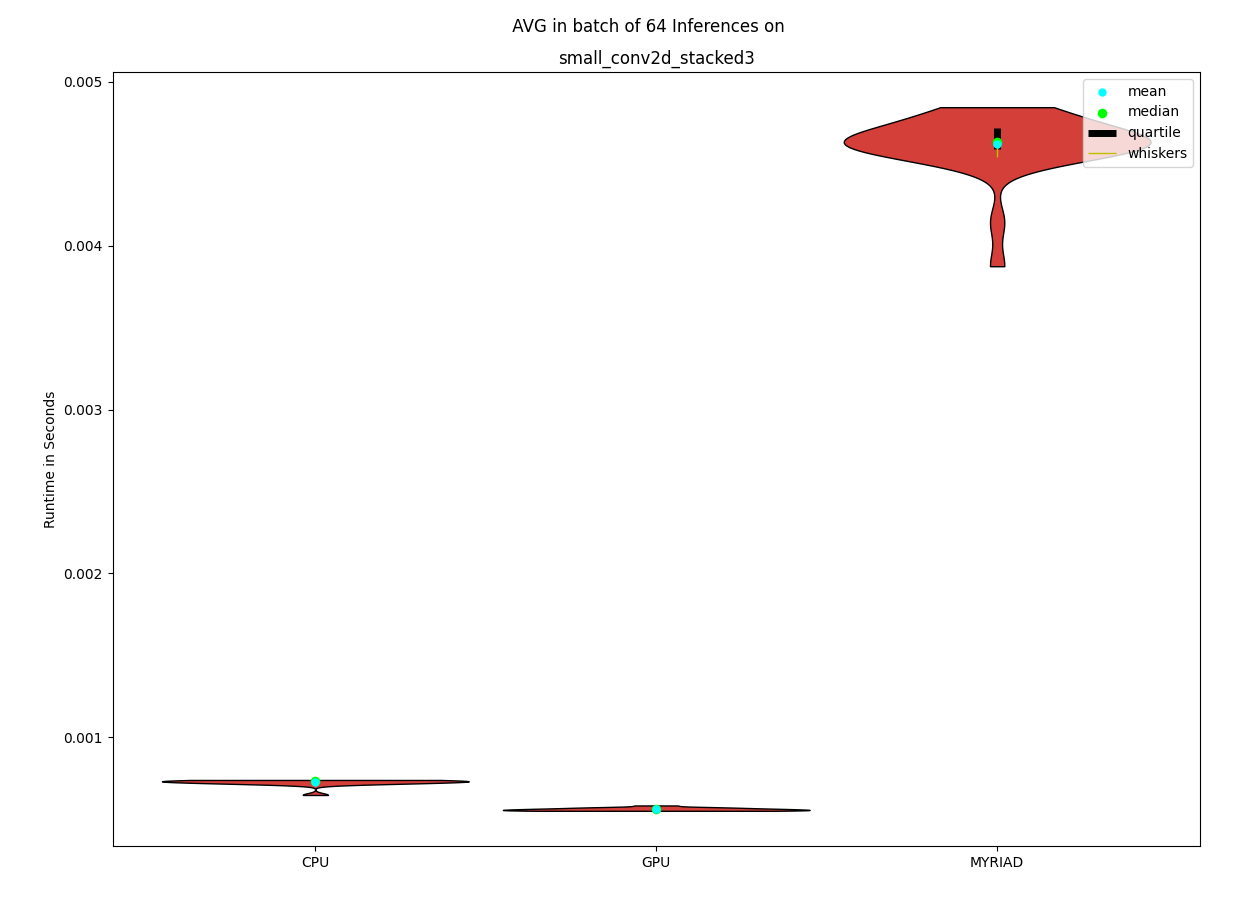 AVG in batch of 64 Inferences on
small_conv2d_stacked3
0.005
0.004
0.003
0.002
0.001
Runtime in Seconds
mean
median
quartile
whiskers
CPU
GPU
MYRIAD